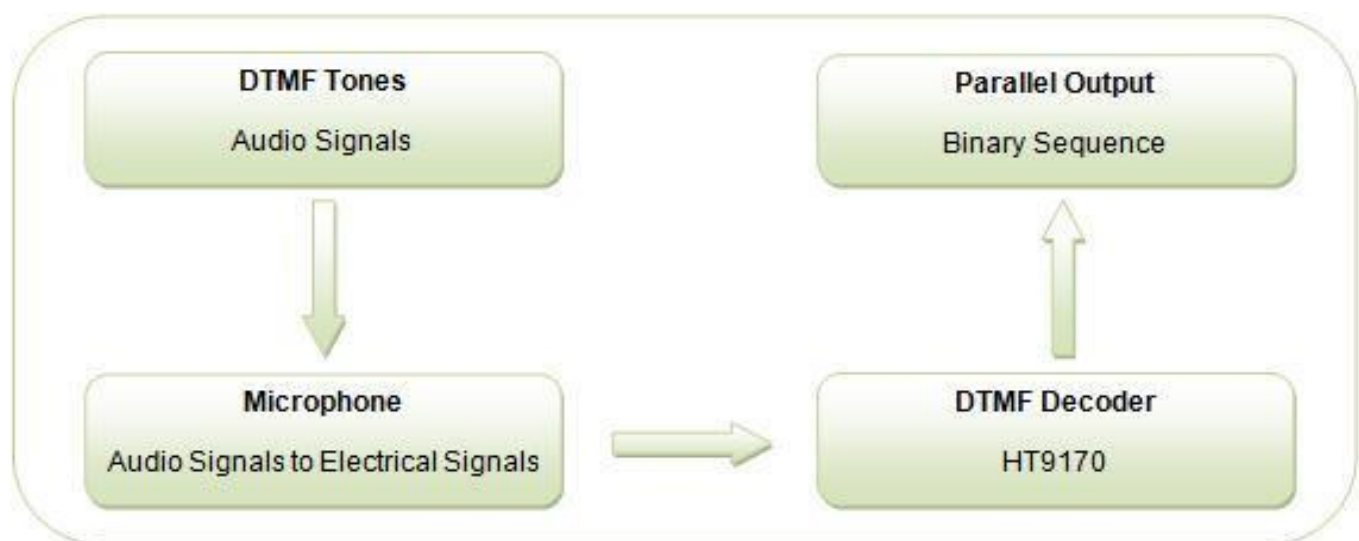 DTMF Tones
Audio Signals
Microphone
Audio Signals to Electrical Signals
DTMF Decoder
HT9170
Parallel Output
Binary Sequence